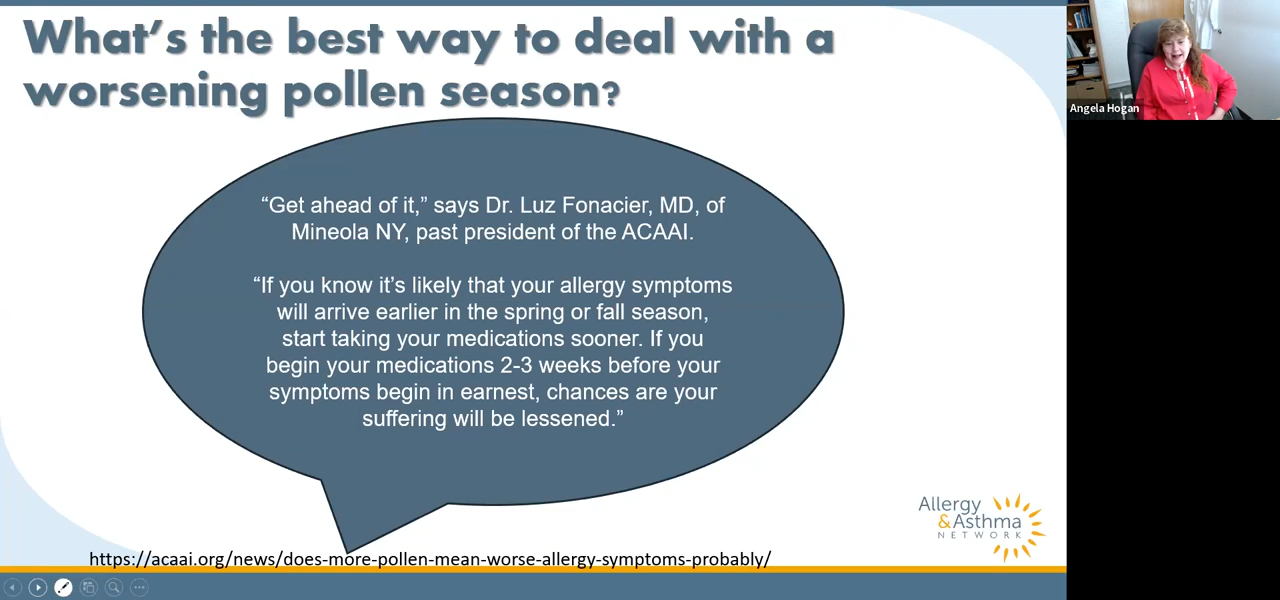 What's the best way to deal with a
worsening pollen season?
Angela Hogan
“Get ahead of it,” says Dr. Luz Fonacier, MD, of
Mineola NY, past president of the ACAAI.
“If you know it’s likely that your allergy symptoms
will arrive earlier in the spring or fall season,
start taking your medications sooner. If you
begin your medications 2-3 weeks before your
symptoms begin in earnest, chances are your
suffering will be lessened.”
Allergy
&Asthma
NETWORK
https://acaai.org/news/does-more-pollen-mean-worse-allergy-symptoms-probably/